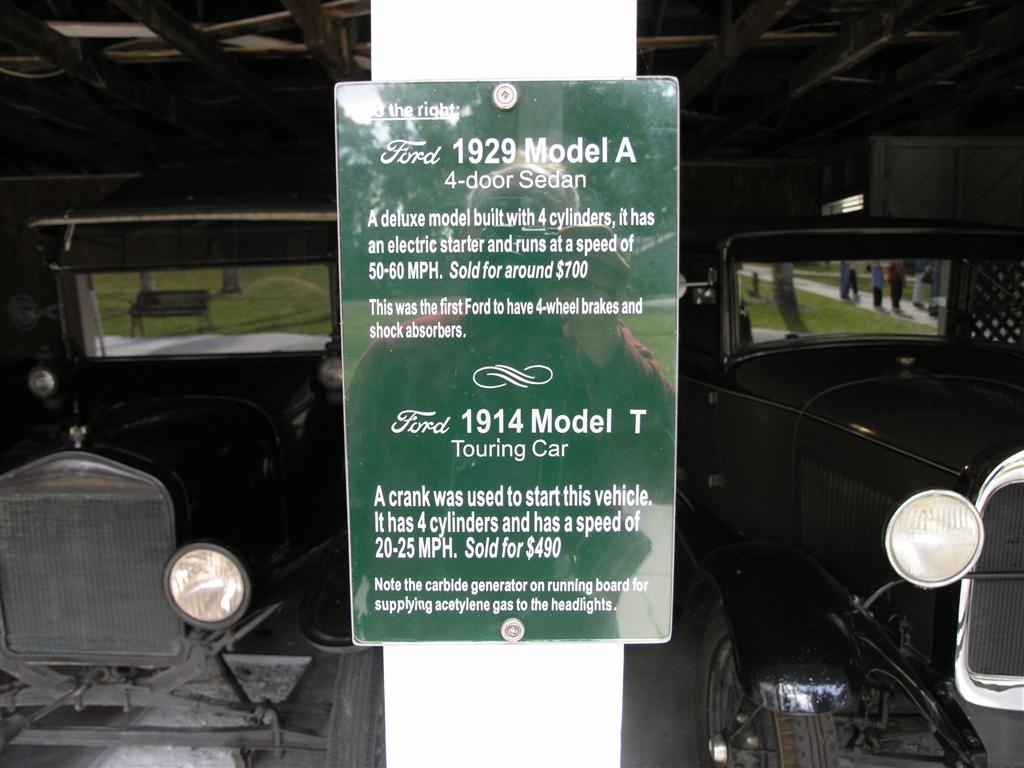 the right:
Ford 1929 Model A
4-door Sedan
A deluxe model built with 4 cylinders, it has
an electric starter and runs at a speed of
50-60 MPH. Sold for around $700
This was the first Ford to have 4-wheel brakes and
shock absorbers.
Ford 1914 Model T
Touring Car
A crank was used to start this vehicle.
It has 4 cylinders and has a speed of
20-25 MPH. Sold for $490
Note the carbide generator on running board for
supplying acetylene gas to the headlights.